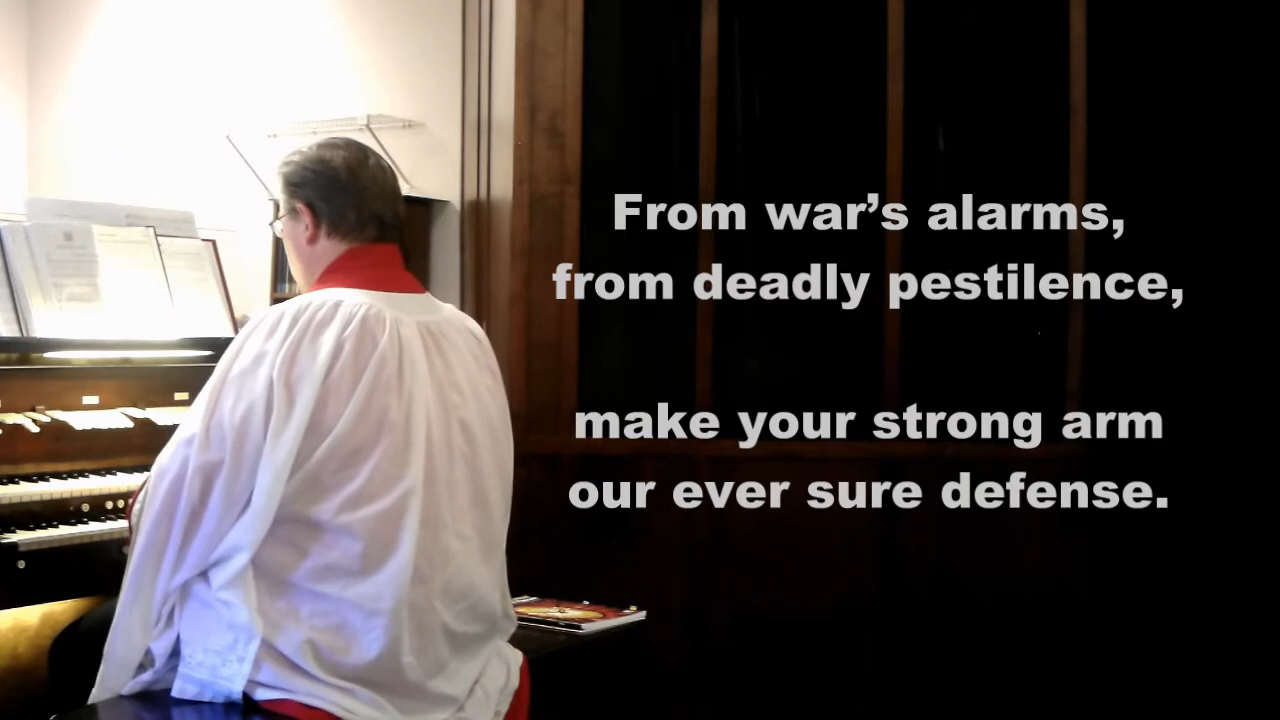 From war’s alarms,
from deadly pestilence,
make your strong arm
our ever sure defense.